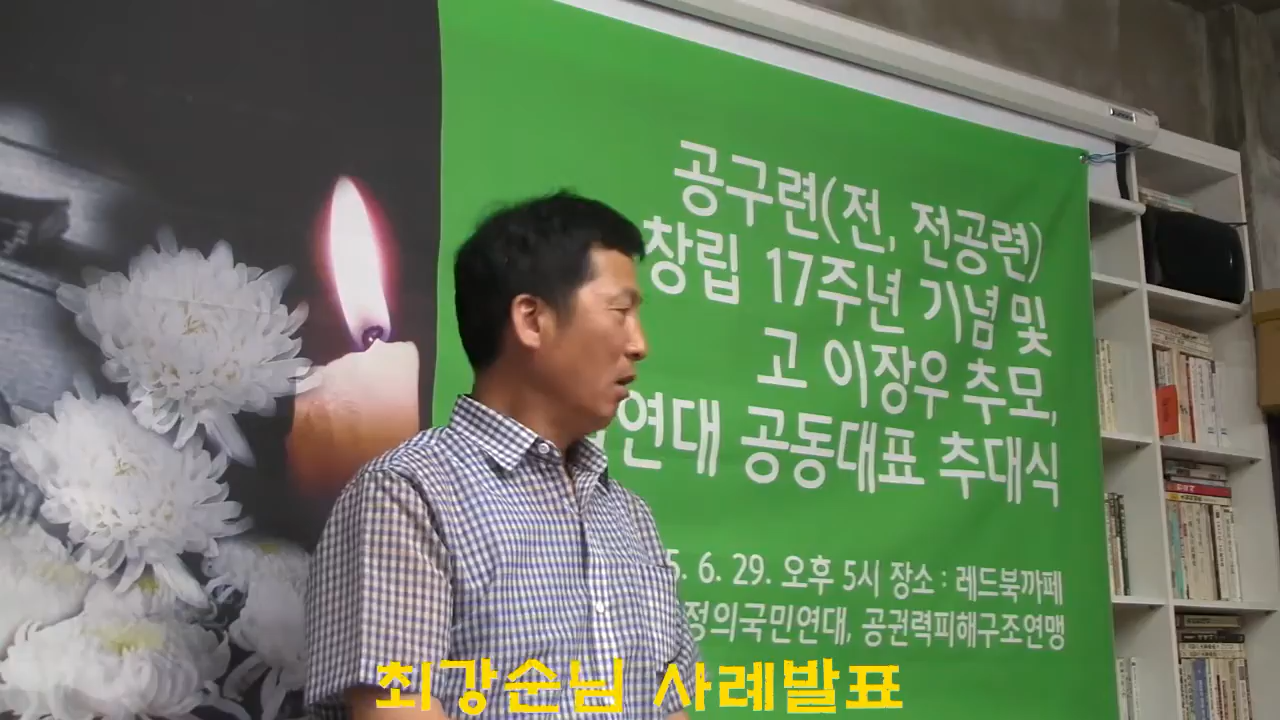 공구련(전, 전공련)
창립 17주년 기념 및
고 이장우 추모,
연대 공동대표 추대식
5. 6. 29. 오후 5시 장소 : 레드북까페
정의국민연대, 공권력피해구조연맹
최강순님 사례발표